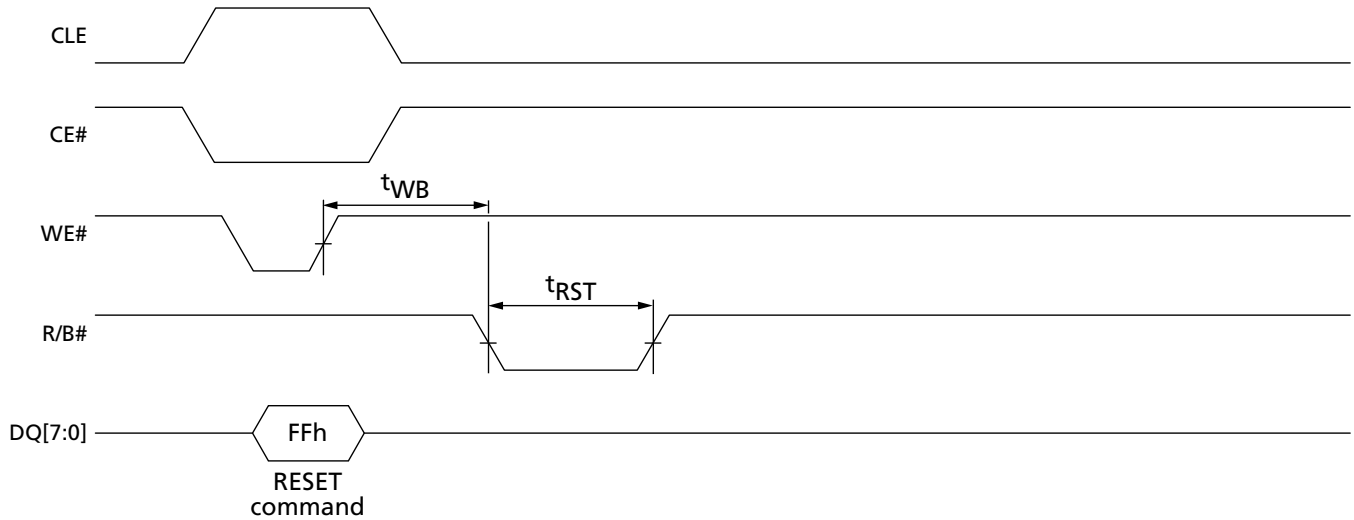 CLE
CE#
tWB
WE#
tRST
R/B#
DQ[7:0]
FFh
RESET
command